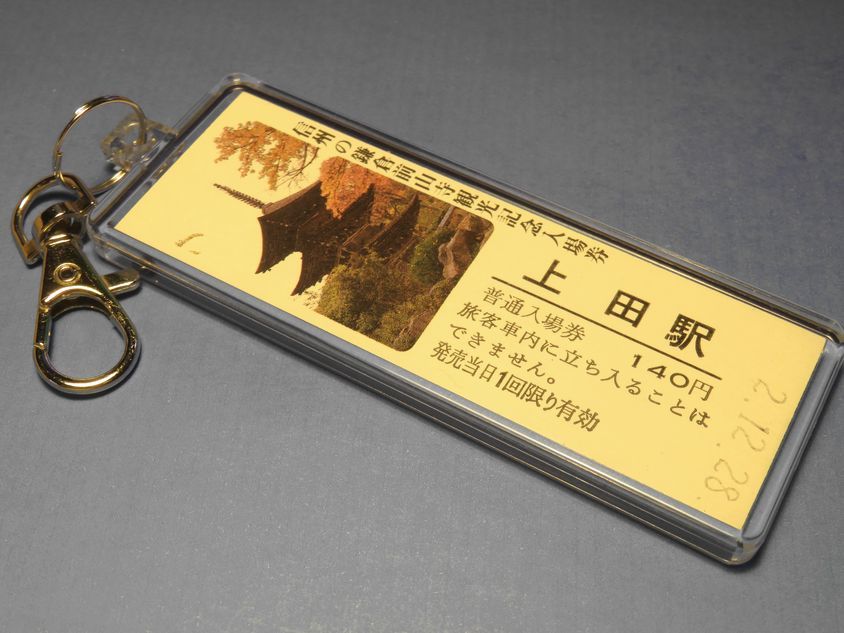 信州の鎌倉前山寺観光記念入場券
上田駅
普通入場券 140円
旅客車内に立ち入ることは
できません。
発売当日1回限り有効
2.12.28